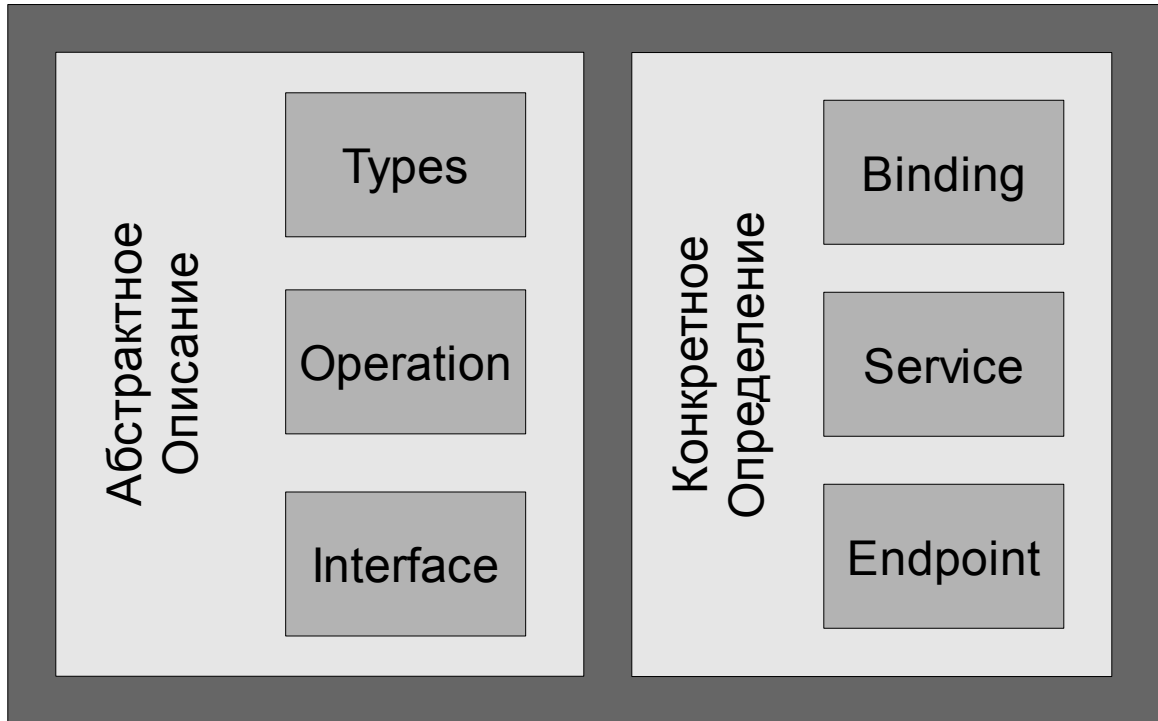 Абстрактное
Описание
Types
Operation
Interface
Конкретное
Определение
Binding
Service
Endpoint